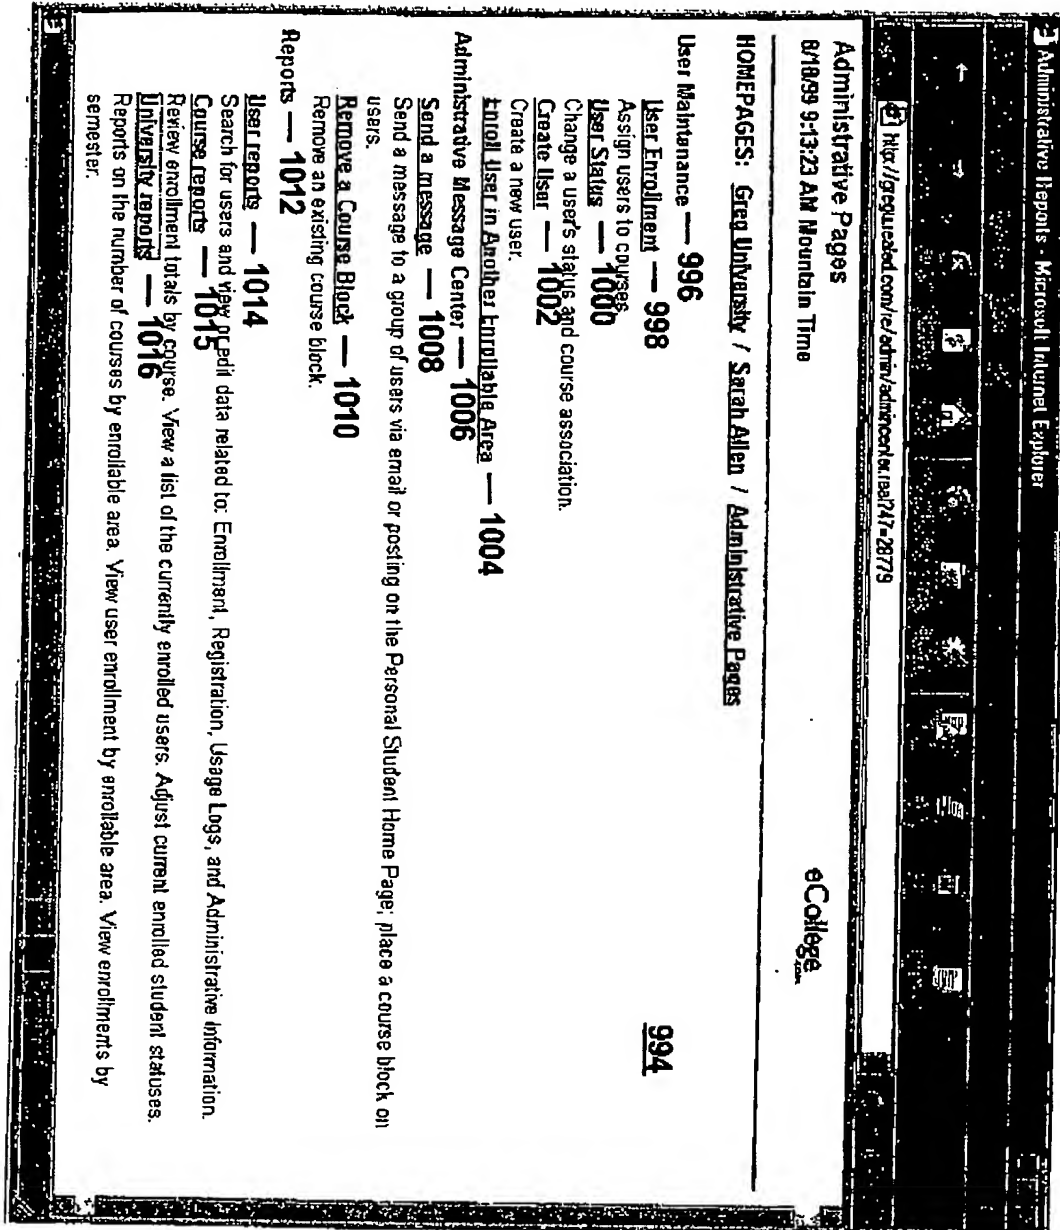 Administrative Reports - Microsoft Internet Explorer
Administrative Pages
8/18/99 9:13:23 AM Mountain Time
eCollege
HOMEPAGES: Greg University / Sarah Allen / Administrative Pages
994
User Maintenance — 996
User Enrollment — 998
Assign users to courses.
User Status — 1000
Change a user's status and course association.
Create User — 1002
Create a new user.
Enroll User in Another Enrollable Area — 1004
Administrative Message Center — 1006
Send a message — 1008
Send a message to a group of users via email or posting on the Personal Student Home Page; place a course block on
users.
Remove a Course Block — 1010
Remove an existing course block.
Reports — 1012
User reports — 1014
Search for users and view or edit data related to: Enrollment, Registration, Usage Logs, and Administrative Information.
Course reports — 1015
Review enrollment totals by course. View a list of the currently enrolled users. Adjust current enrolled student statuses.
University reports — 1016
Reports on the number of courses by enrollable area. View user enrollment by enrollable area. View enrollments by
semester.